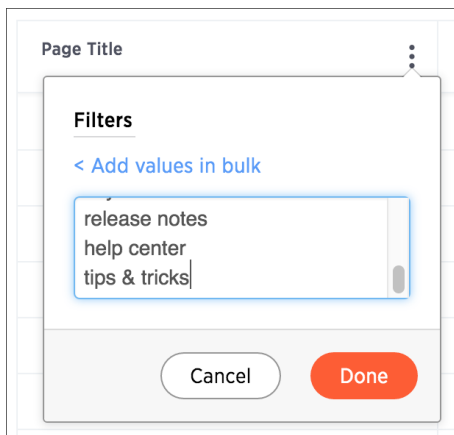 Page Title
Filters
< Add values in bulk
release notes
help center
tips & tricks
Cancel
Done